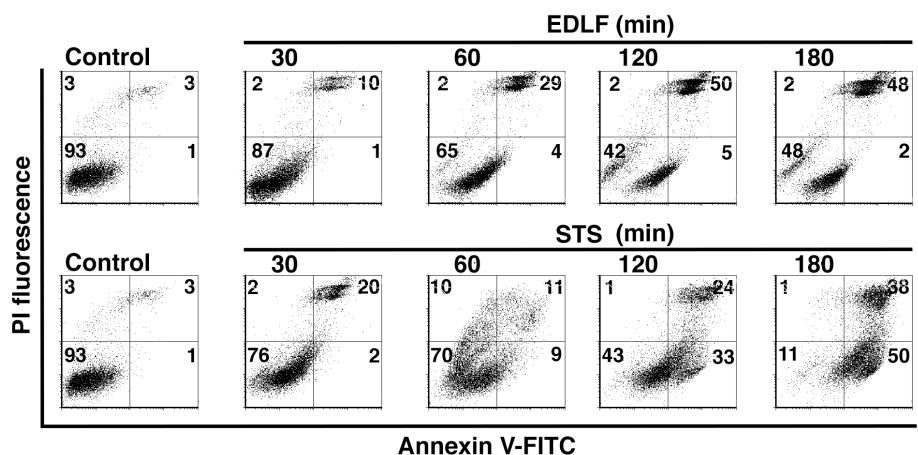 EDLF (min)
Control 30 60 120 180
3 3 2 10 2 29 2 50 2 48
93 1 87 1 65 4 42 5 48 2
PI fluorescence
STS (min)
Control 30 60 120 180
3 3 2 20 10 11 1 24 1 38
93 1 76 2 70 9 43 33 11 50
Annexin V-FITC